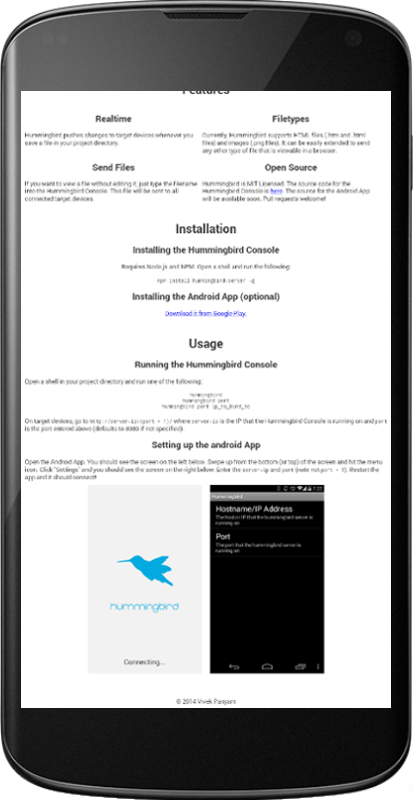 Features
Realtime
Hummingbird pushes changes to target devices whenever you
save a file in your project directory.
Filetypes
Currently, Hummingbird supports HTML files (.htm and .html
files) and images (.png files). It can be easily extended to send
any other type of file that is viewable in a browser.
Send Files
If you want to view a file without editing it, just type the filename
into the Hummingbird Console. This file will be sent to all
connected target devices.
Open Source
Hummingbird is MIT Licensed. The source code for the
Hummingbird Console is here. The source for the Android App
will be available soon. Pull requests welcome!
Installation
Installing the Hummingbird Console
Requires Node.js and NPM. Open a shell and run the following:
npm install hummingbird-server -g
Installing the Android App (optional)
Download it from Google Play.
Usage
Running the Hummingbird Console
Open a shell in your project directory and run one of the following:
hummingbird
hummingbird port
hummingbird port ip_to_bind_to
On target devices, go to http://server-ip:(port + 1)/ where server-ip is the IP that then Hummingbird Console is running on and port
is the port entered above (defaults to 8080 if not specified)
Setting up the android App
Open the Android App. You should see the screen on the left below. Swipe up from the bottom (or top) of the screen and hit the menu
icon. Click "Settings" and you should see the screen on the right below. Enter the server-ip and port (note not port + 1). Restart the
App and it should connect!
hummingbird
Connecting...
Hummingbird
Hostname/IP Address
The host or IP that the hummingbird server is
running on
Port
The port that the hummingbird server is
running on
© 2014 Vivek Panyam